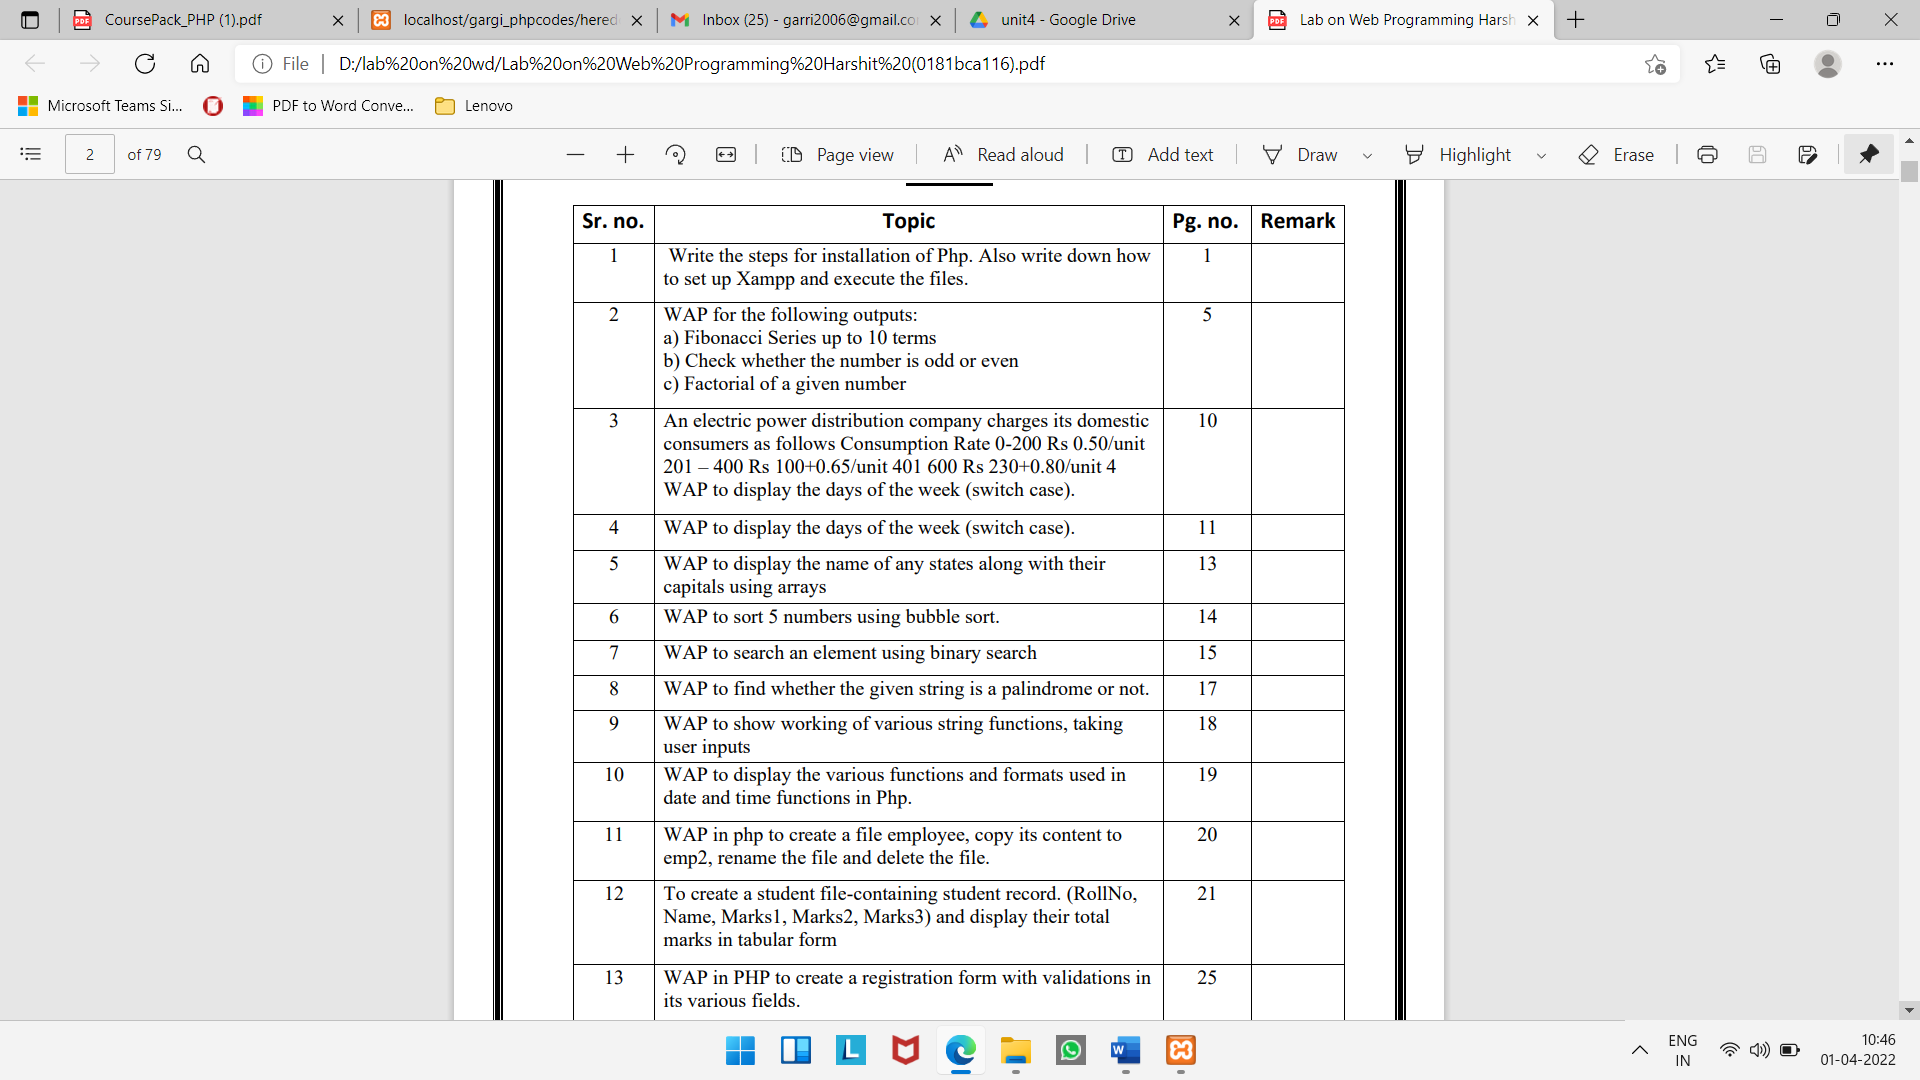 CoursePack_PHP (1).pdf
localhost/gargi_phpcodes/hered
Inbox (25) - garri2006@gmail.co
unit4 - Google Drive
Lab on Web Programming Harsh
File
D:/lab%20on%20wd/Lab%20on%20Web%20Programming%20Harshit%20(0181bca116).pdf
Microsoft Teams Si...
PDF to Word Conve...
Lenovo
2 of 79
Page view
Read aloud
Add text
Draw
Highlight
Erase
Sr. no. Topic Pg. no. Remark
1 Write the steps for installation of Php. Also write down how 1
to set up Xampp and execute the files.
2 WAP for the following outputs: 5
a) Fibonacci Series up to 10 terms
b) Check whether the number is odd or even
c) Factorial of a given number
3 An electric power distribution company charges its domestic 10
consumers as follows Consumption Rate 0-200 Rs 0.50/unit
201 – 400 Rs 100+0.65/unit 401 600 Rs 230+0.80/unit 4
WAP to display the days of the week (switch case).
4 WAP to display the days of the week (switch case). 11
5 WAP to display the name of any states along with their 13
capitals using arrays
6 WAP to sort 5 numbers using bubble sort. 14
7 WAP to search an element using binary search 15
8 WAP to find whether the given string is a palindrome or not. 17
9 WAP to show working of various string functions, taking 18
user inputs
10 WAP to display the various functions and formats used in 19
date and time functions in Php.
11 WAP in php to create a file employee, copy its content to 20
emp2, rename the file and delete the file.
12 To create a student file-containing student record. (RollNo, 21
Name, Marks1, Marks2, Marks3) and display their total
marks in tabular form
13 WAP in PHP to create a registration form with validations in 25
its various fields.
ENG
IN
10:46
01-04-2022